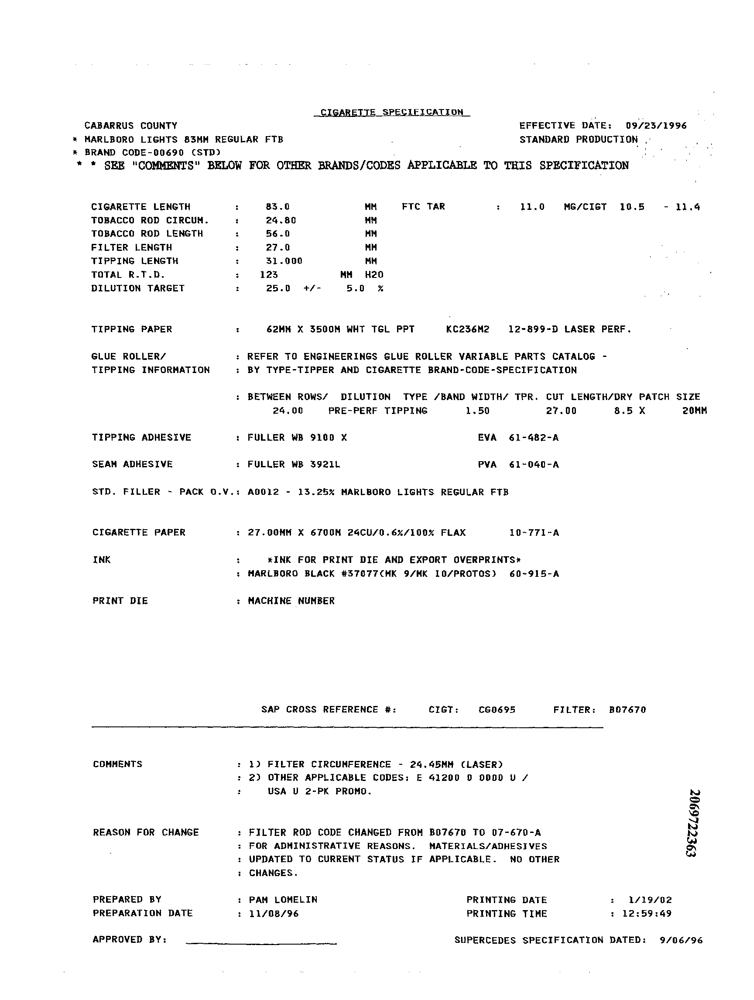 CIGARETTE SPECIFICATION
CABARRUS COUNTY EFFECTIVE DATE: 09/23/1996
* MARLBORO LIGHTS 83MM REGULAR FTB STANDARD PRODUCTION
* BRAND CODE-00690 (STD)
* * SEE "COMMENTS" BELOW FOR OTHER BRANDS/CODES APPLICABLE TO THIS SPECIFICATION
CIGARETTE LENGTH : 83.0 MM FTC TAR : 11.0 MG/CIGT 10.5 - 11.4
TOBACCO ROD CIRCUM. : 24.80 MM
TOBACCO ROD LENGTH : 56.0 MM
FILTER LENGTH : 27.0 MM
TIPPING LENGTH : 31.000 MM
TOTAL R.T.D. : 123 MM H2O
DILUTION TARGET : 25.0 +/- 5.0 %
TIPPING PAPER : 62MM X 3500M WHT TGL PPT KC236M2 12-899-D LASER PERF.
GLUE ROLLER/ : REFER TO ENGINEERINGS GLUE ROLLER VARIABLE PARTS CATALOG -
TIPPING INFORMATION : BY TYPE-TIPPER AND CIGARETTE BRAND-CODE-SPECIFICATION
: BETWEEN ROWS/ DILUTION TYPE /BAND WIDTH/ TPR. CUT LENGTH/DRY PATCH SIZE
24.00 PRE-PERF TIPPING 1.50 27.00 8.5 X 20MM
TIPPING ADHESIVE : FULLER WB 9100 X EVA 61-482-A
SEAM ADHESIVE : FULLER WB 3921L PVA 61-040-A
STD. FILLER - PACK O.V.: A0012 - 13.25% MARLBORO LIGHTS REGULAR FTB
CIGARETTE PAPER : 27.00MM X 6700M 24CU/0.6%/100% FLAX 10-771-A
INK : *INK FOR PRINT DIE AND EXPORT OVERPRINTS*
: MARLBORO BLACK #37077(MK 9/MK 10/PROTOS) 60-915-A
PRINT DIE : MACHINE NUMBER
SAP CROSS REFERENCE #: CIGT: CG0695 FILTER: B07670
COMMENTS : 1) FILTER CIRCUMFERENCE - 24.45MM (LASER)
: 2) OTHER APPLICABLE CODES: E 41200 0 0000 U /
: USA U 2-PK PROMO.
REASON FOR CHANGE : FILTER ROD CODE CHANGED FROM B07670 TO 07-670-A
: FOR ADMINISTRATIVE REASONS. MATERIALS/ADHESIVES
: UPDATED TO CURRENT STATUS IF APPLICABLE. NO OTHER
: CHANGES.
PREPARED BY : PAM LOMELIN PRINTING DATE : 1/19/02
PREPARATION DATE : 11/08/96 PRINTING TIME : 12:59:49
APPROVED BY: SUPERCEDES SPECIFICATION DATED: 9/06/96
2069722363